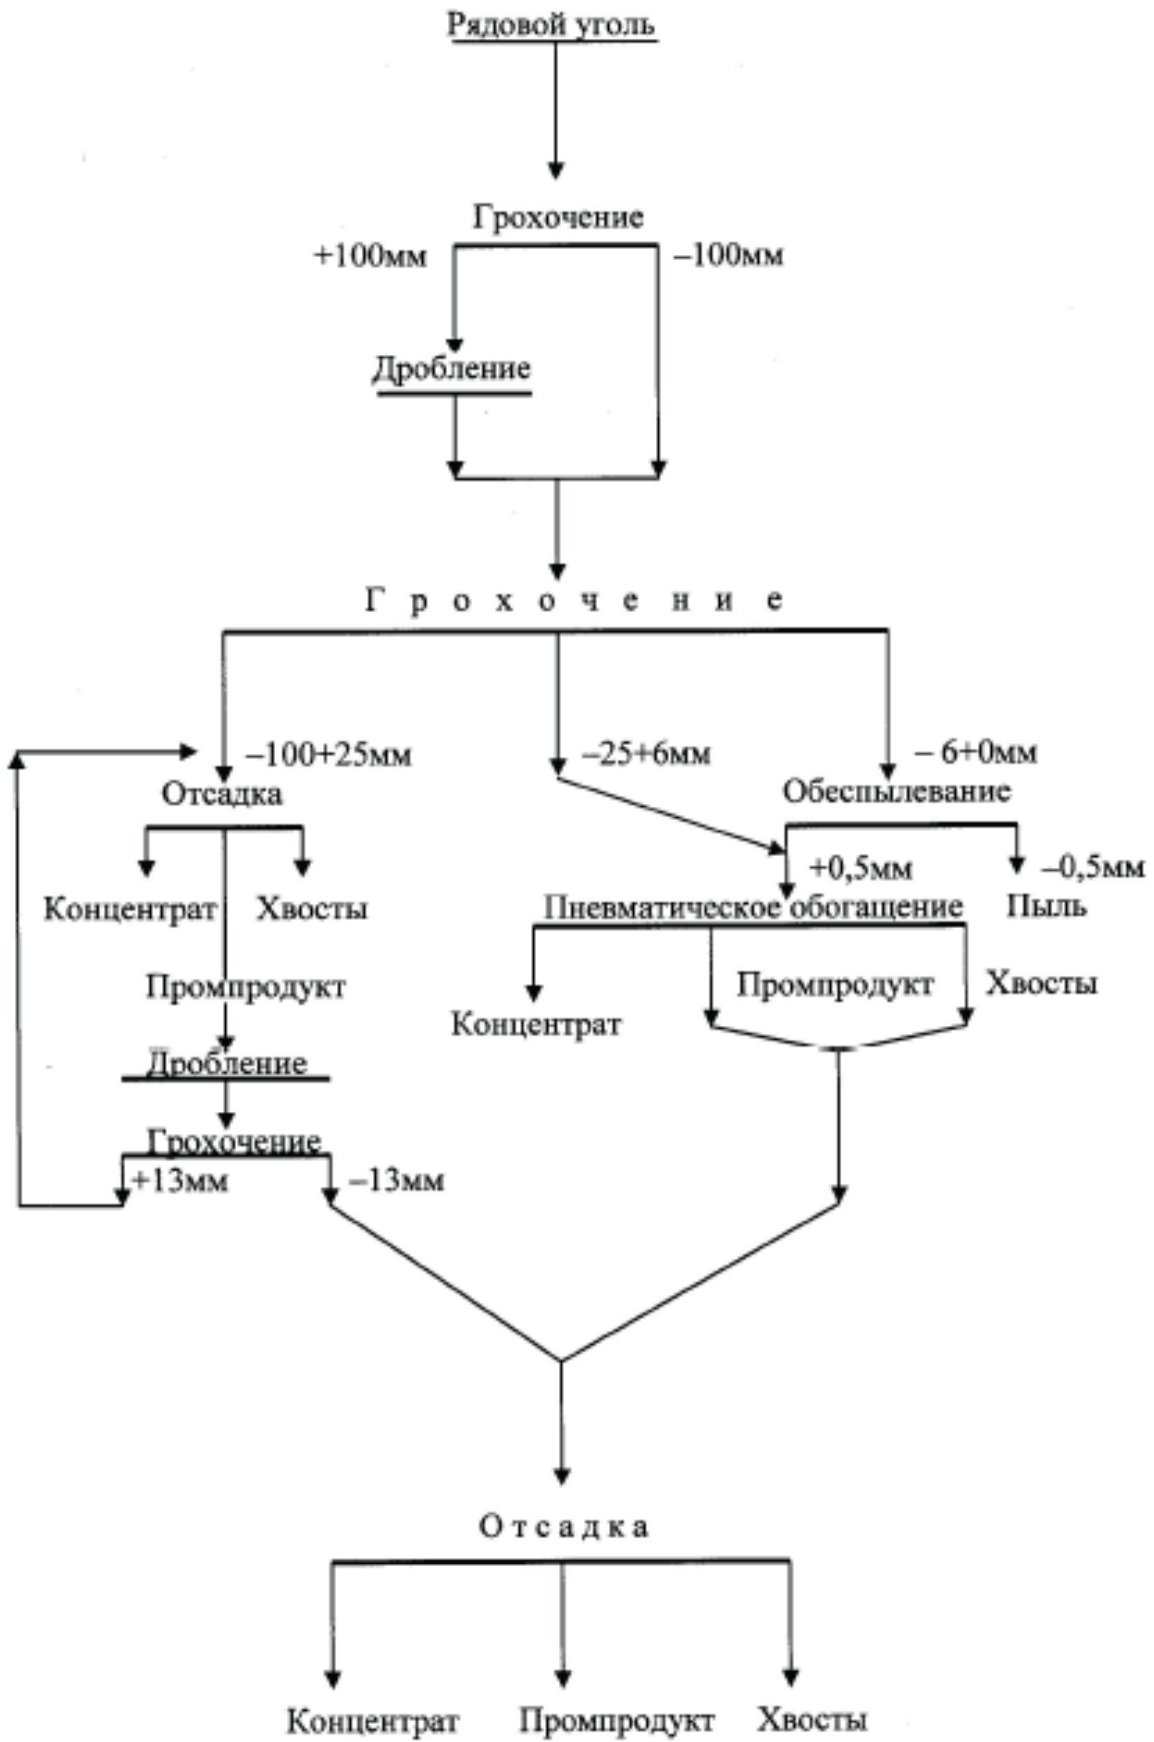 Рядовой уголь
Грохочение
+100мм
–100мм
Дробление
Г р о х о ч е н и е
–100+25мм
–25+6мм
– 6+0мм
Отсадка
Обеспылевание
+0,5мм
–0,5мм
Концентрат
Хвосты
Пневматическое обогащение
Пыль
Промпродукт
Промпродукт
Хвосты
Концентрат
Дробление
Грохочение
+13мм
–13мм
О т с а д к а
Концентрат
Промпродукт
Хвосты